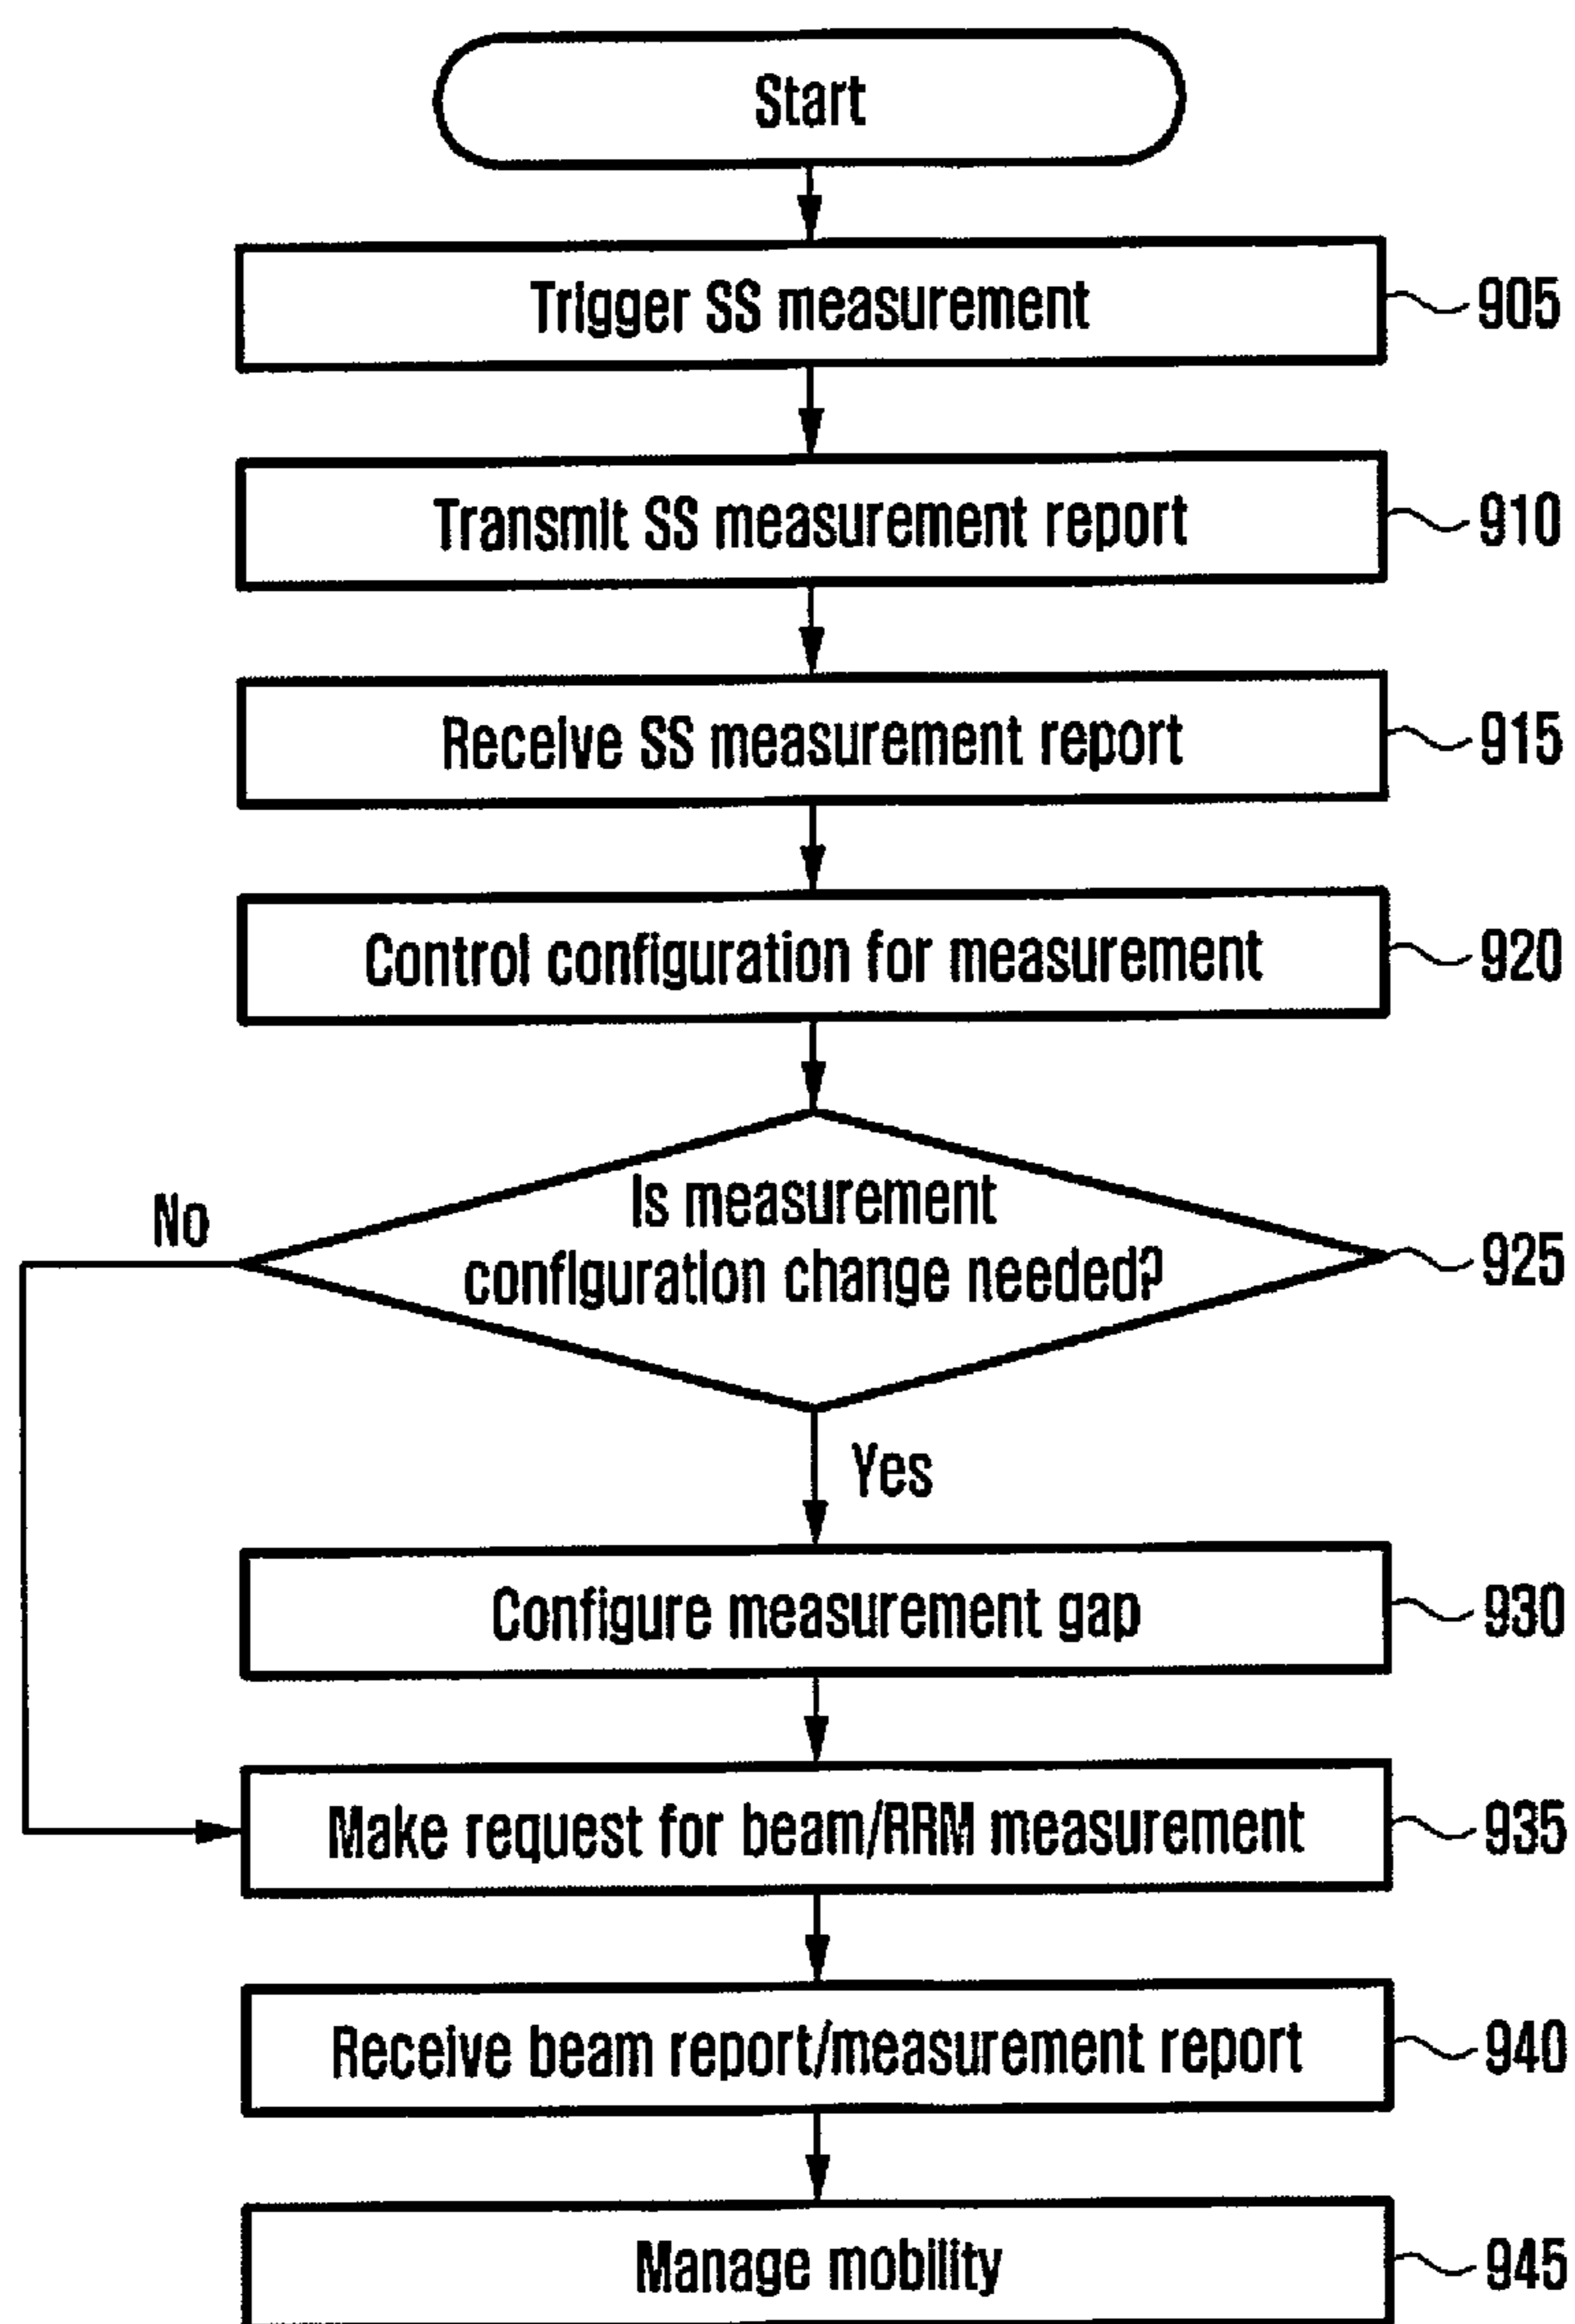 Start
Trigger SS measurement
905
Transmit SS measurement report
910
Receive SS measurement report
915
Control configuration for measurement
920
No
Is measurement
configuration change needed?
925
Yes
Configure measurement gap
930
Make request for beam/RRM measurement
935
Receive beam report/measurement report
940
Manage mobility
945